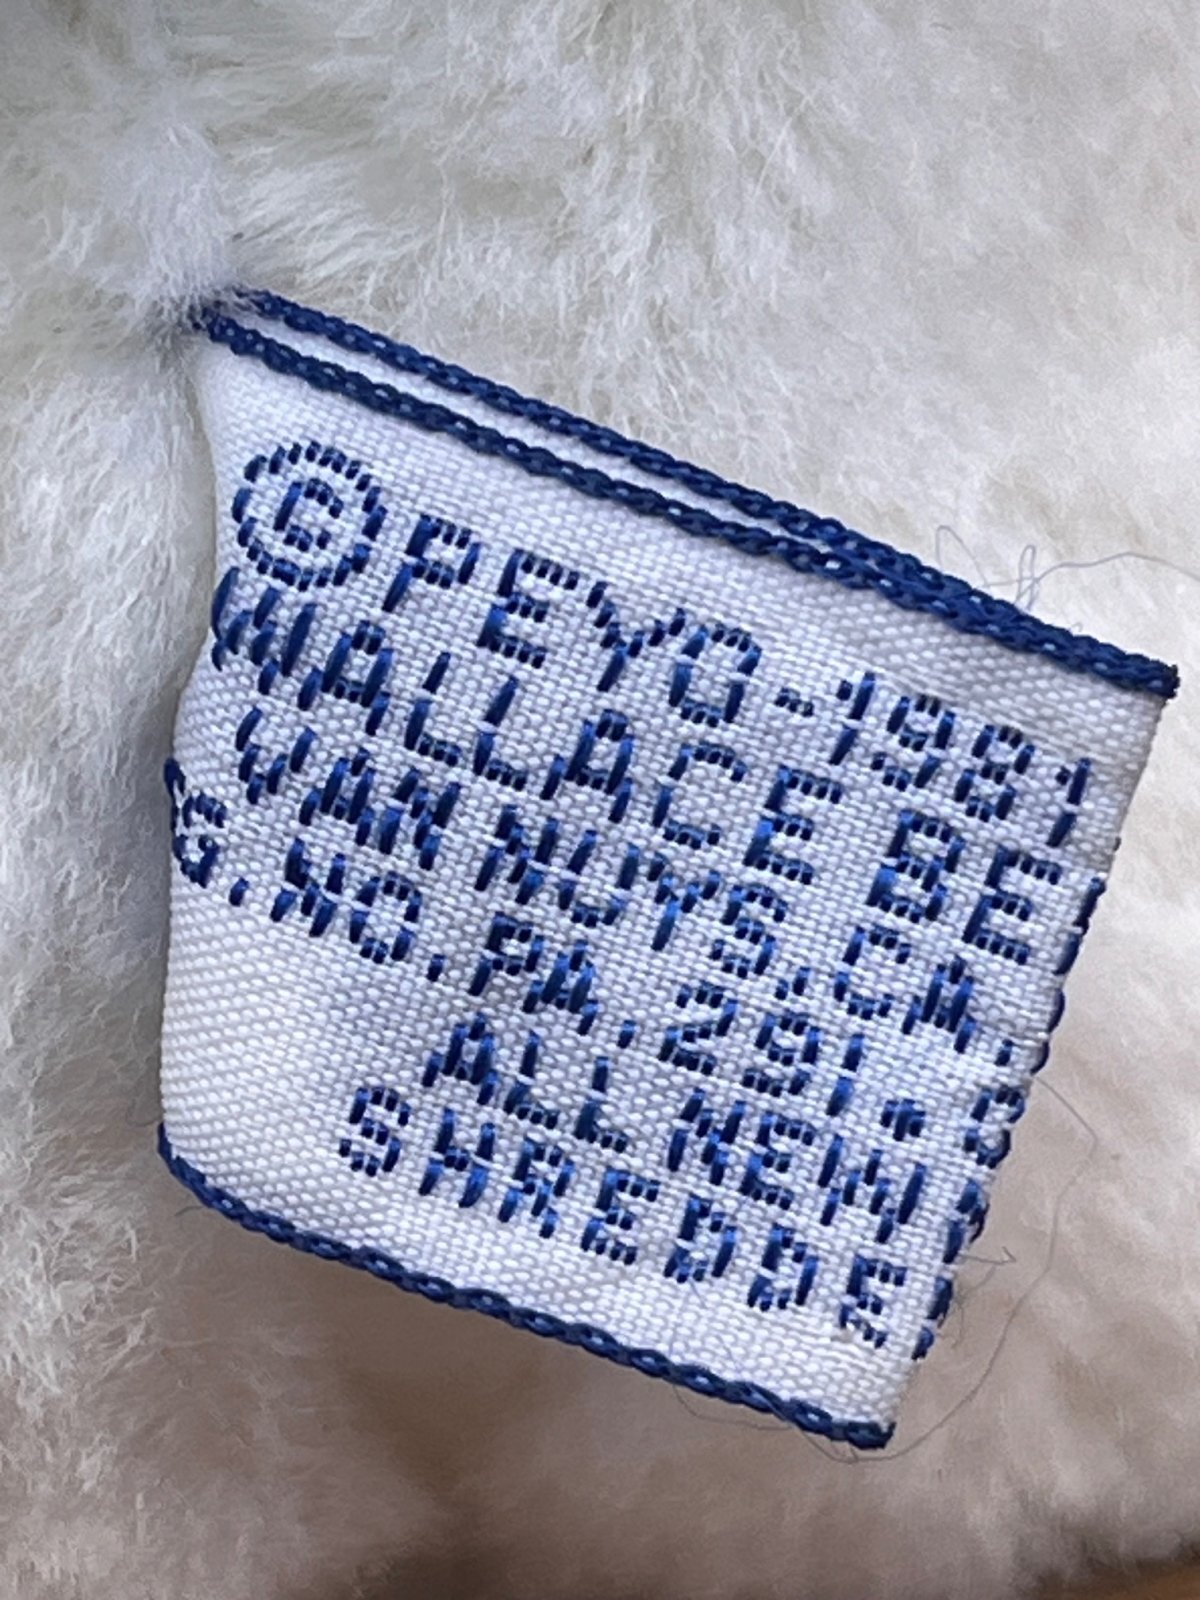 © PEYO-1981
WALLACE BE
VAN NUYS, CA.
G. NO. PA. 291.
ALL NEW
SHREDDE